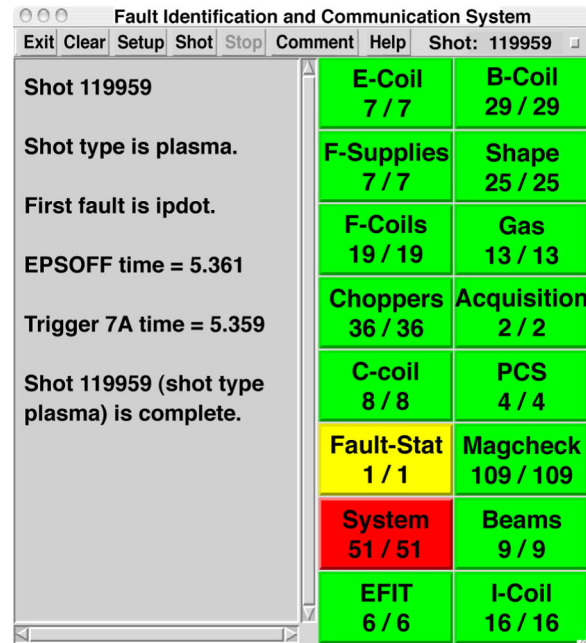 Fault Identification and Communication System
Exit Clear Setup Shot Stop Comment Help Shot: 119959
Shot 119959
Shot type is plasma.
First fault is ipdot.
EPSOFF time = 5.361
Trigger 7A time = 5.359
Shot 119959 (shot type
plasma) is complete.
E-Coil
7 / 7
B-Coil
29 / 29
F-Supplies
7 / 7
Shape
25 / 25
F-Coils
19 / 19
Gas
13 / 13
Choppers
36 / 36
Acquisition
2 / 2
C-coil
8 / 8
PCS
4 / 4
Fault-Stat
1 / 1
Magcheck
109 / 109
System
51 / 51
Beams
9 / 9
EFIT
6 / 6
I-Coil
16 / 16